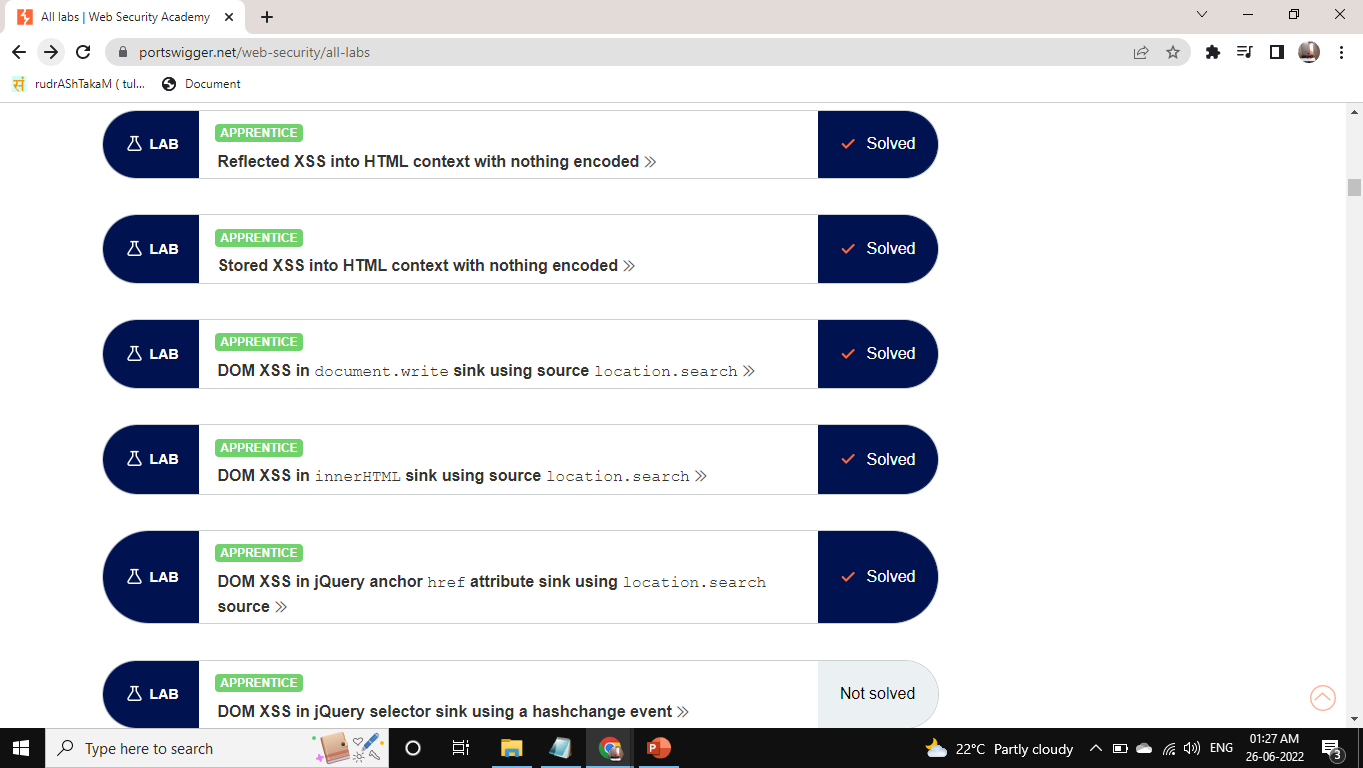 All labs | Web Security Academy
portswigger.net/web-security/all-labs
सं rudrAShTakaM ( tul... Document
LAB
APPRENTICE
Reflected XSS into HTML context with nothing encoded
Solved
LAB
APPRENTICE
Stored XSS into HTML context with nothing encoded
Solved
LAB
APPRENTICE
DOM XSS in document.write sink using source location.search
Solved
LAB
APPRENTICE
DOM XSS in innerHTML sink using source location.search
Solved
LAB
APPRENTICE
DOM XSS in jQuery anchor href attribute sink using location.search
source
Solved
LAB
APPRENTICE
DOM XSS in jQuery selector sink using a hashchange event
Not solved
Type here to search
22°C Partly cloudy
ENG
01:27 AM
26-06-2022
3